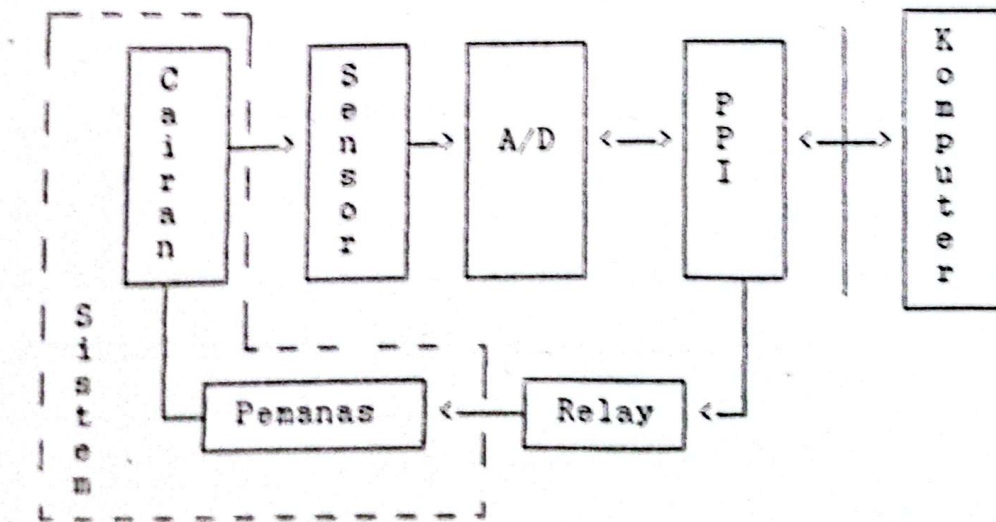 Cairan
Sensor
A/D
PPI
Komputer
Sistem
Pemanas
Relay